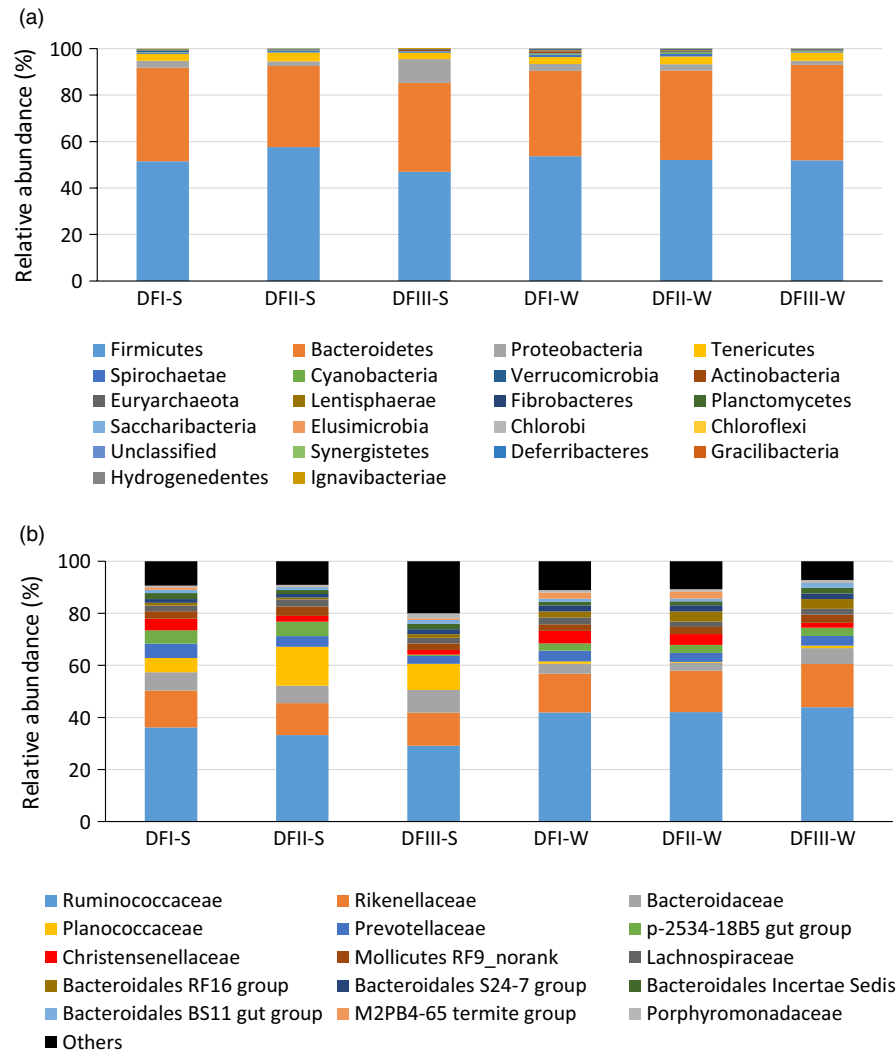 (a)
Relative abundance (%)
100
80
60
40
20
0
DFI-S DFII-S DFIII-S DFI-W DFII-W DFIII-W
Firmicutes Bacteroidetes Proteobacteria Tenericutes
Spirochaetae Cyanobacteria Verrucomicrobia Actinobacteria
Euryarchaeota Lentisphaerae Fibrobacteres Planctomycetes
Saccharibacteria Elusimicrobia Chlorobi Chloroflexi
Unclassified Synergistetes Deferribacteres Gracilibacteria
Hydrogenedentes Ignavibacteriae
(b)
Relative abundance (%)
100
80
60
40
20
0
DFI-S DFII-S DFIII-S DFI-W DFII-W DFIII-W
Ruminococcaceae Rikenellaceae Bacteroidaceae
Planococcaceae Prevotellaceae p-2534-18B5 gut group
Christensenellaceae Mollicutes RF9_norank Lachnospiraceae
Bacteroidales RF16 group Bacteroidales S24-7 group Bacteroidales Incertae Sedis
Bacteroidales BS11 gut group M2PB4-65 termite group Porphyromonadaceae
Others